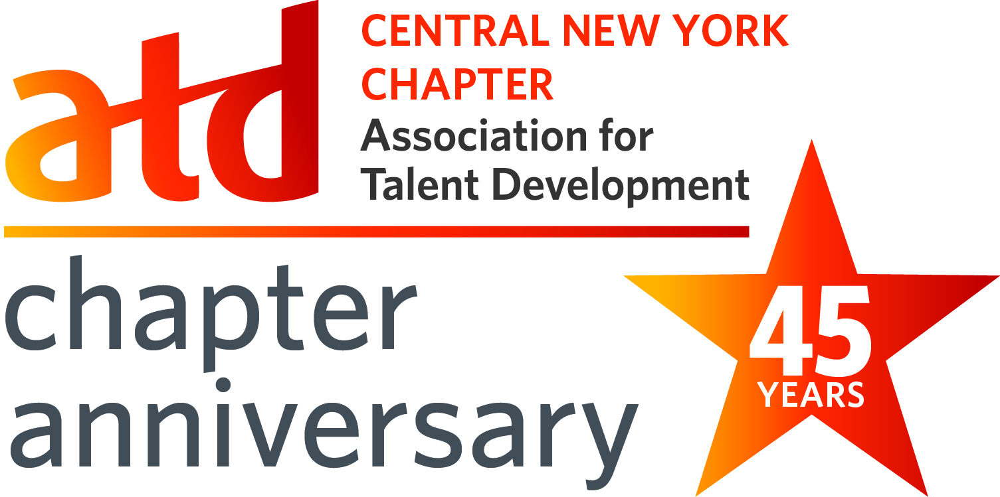 atd
CENTRAL NEW YORK
CHAPTER
Association for
Talent Development
chapter
anniversary
45
YEARS